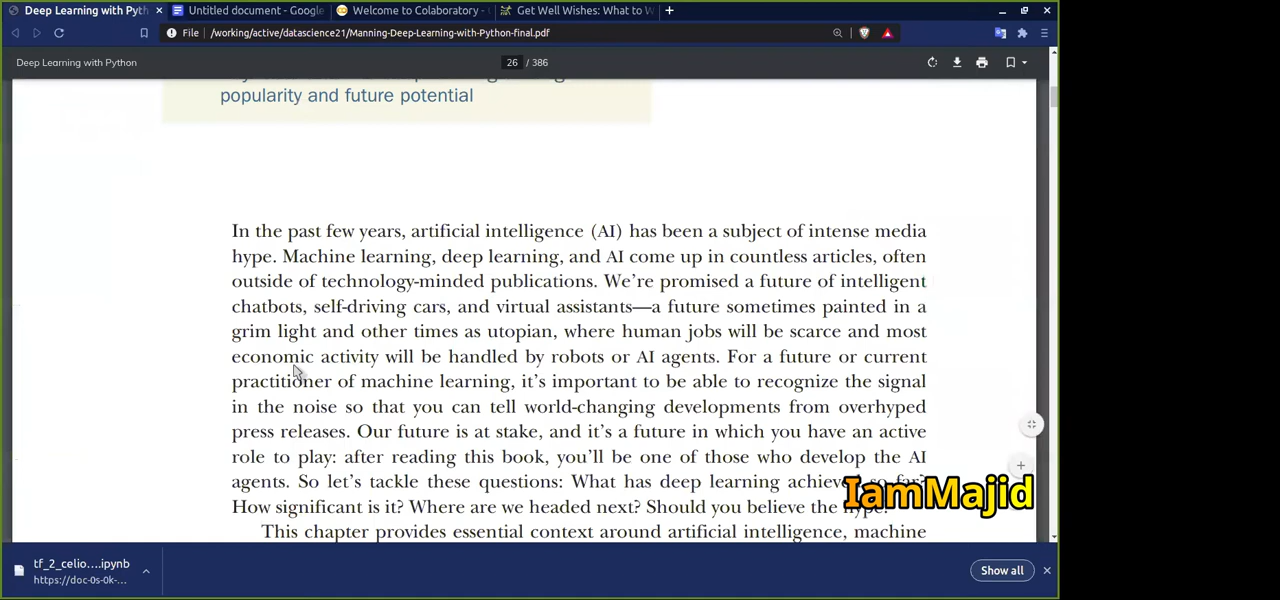 Deep Learning with Pyth
Untitled document - Google
Welcome to Colaboratory -
Get Well Wishes: What to W
File /working/active/datascience21/Manning-Deep-Learning-with-Python-final.pdf
Deep Learning with Python
26 / 386
popularity and future potential
In the past few years, artificial intelligence (AI) has been a subject of intense media
hype. Machine learning, deep learning, and AI come up in countless articles, often
outside of technology-minded publications. We're promised a future of intelligent
chatbots, self-driving cars, and virtual assistants—a future sometimes painted in a
grim light and other times as utopian, where human jobs will be scarce and most
economic activity will be handled by robots or AI agents. For a future or current
practitioner of machine learning, it's important to be able to recognize the signal
in the noise so that you can tell world-changing developments from overhyped
press releases. Our future is at stake, and it's a future in which you have an active
role to play: after reading this book, you'll be one of those who develop the AI
agents. So let's tackle these questions: What has deep learning achieved so far?
How significant is it? Where are we headed next? Should you believe the hype?
This chapter provides essential context around artificial intelligence, machine
IamMajid
tf_2_celio....ipynb
https://doc-0s-0k-...
Show all